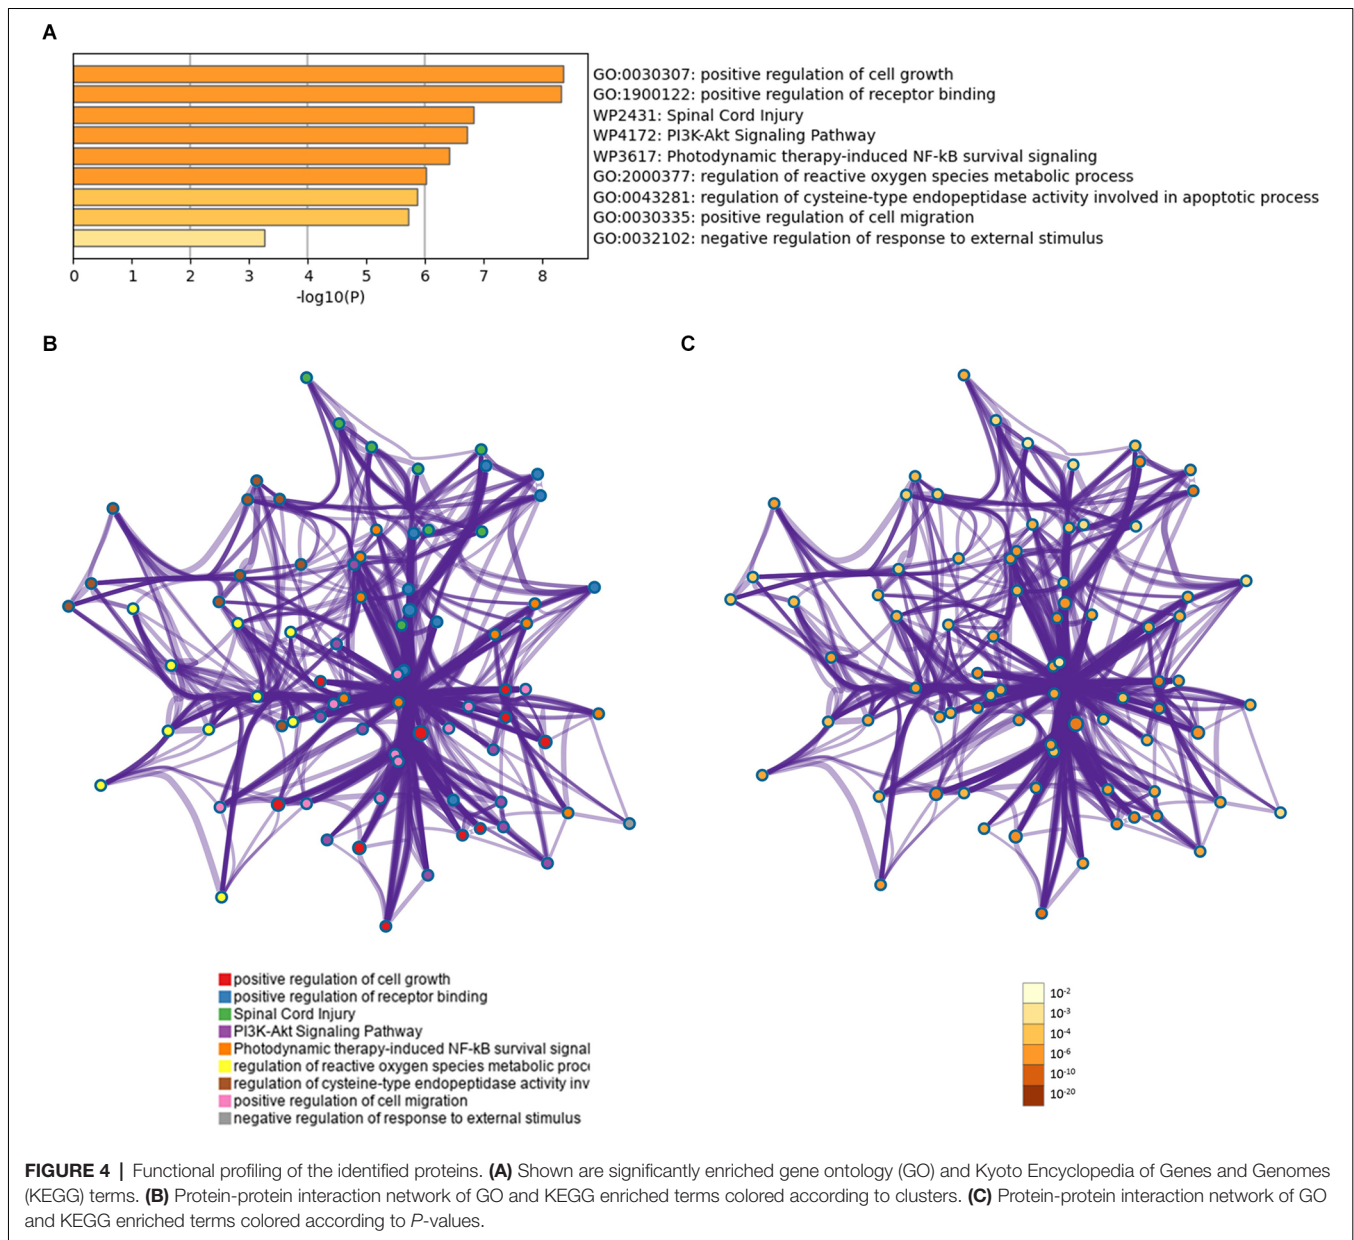 A
GO:0030307: positive regulation of cell growth
GO:1900122: positive regulation of receptor binding
WP2431: Spinal Cord Injury
WP4172: PI3K-Akt Signaling Pathway
WP3617: Photodynamic therapy-induced NF-kB survival signaling
GO:2000377: regulation of reactive oxygen species metabolic process
GO:0043281: regulation of cysteine-type endopeptidase activity involved in apoptotic process
GO:0030335: positive regulation of cell migration
GO:0032102: negative regulation of response to external stimulus
0 1 2 3 4 5 6 7 8
-log10(P)
B
C
positive regulation of cell growth
positive regulation of receptor binding
Spinal Cord Injury
PI3K-Akt Signaling Pathway
Photodynamic therapy-induced NF-kB survival signal
regulation of reactive oxygen species metabolic proc
regulation of cysteine-type endopeptidase activity inv
positive regulation of cell migration
negative regulation of response to external stimulus
10-2
10-3
10-4
10-6
10-10
10-20
FIGURE 4 | Functional profiling of the identified proteins. (A) Shown are significantly enriched gene ontology (GO) and Kyoto Encyclopedia of Genes and Genomes
(KEGG) terms. (B) Protein-protein interaction network of GO and KEGG enriched terms colored according to clusters. (C) Protein-protein interaction network of GO
and KEGG enriched terms colored according to P-values.